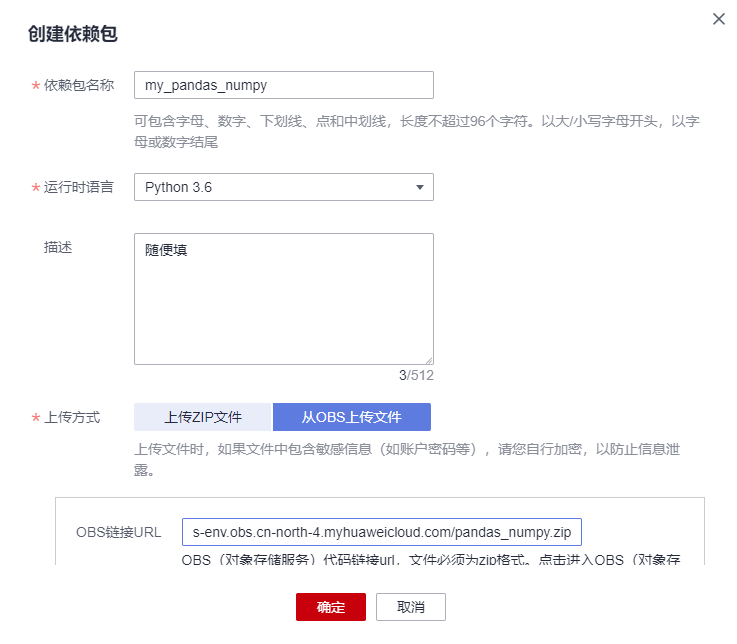 创建依赖包
* 依赖包名称 my_pandas_numpy
可包含字母、数字、下划线、点和中划线，长度不超过96个字符。以大/小写字母开头，以字
母或数字结尾
* 运行时语言 Python 3.6
描述 随便填
3/512
* 上传方式 上传ZIP文件 从OBS上传文件
上传文件时，如果文件中包含敏感信息（如账户密码等），请您自行加密，以防止信息泄
露。
OBS链接URL s-env.obs.cn-north-4.myhuaweicloud.com/pandas_numpy.zip
OBS（对象存储服务）代码链接url，文件必须为zip格式。点击进入OBS（对象存
确定 取消